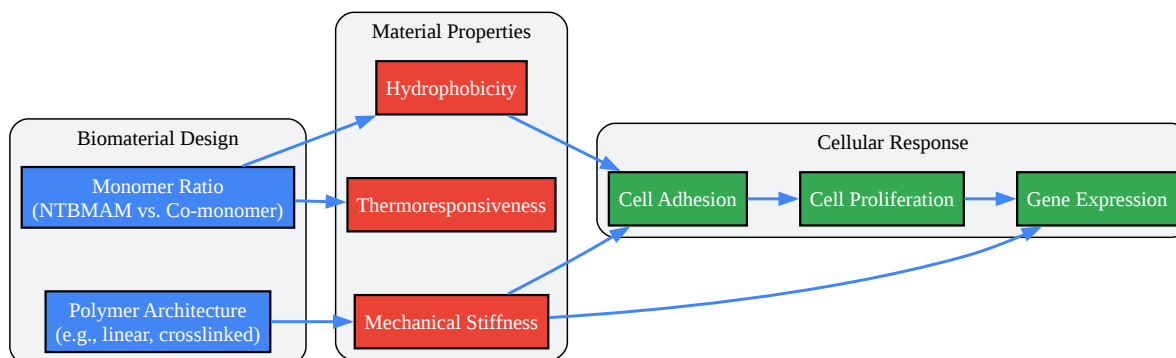 Biomaterial Design
Monomer Ratio
(NTBMAM vs. Co-monomer)
Polymer Architecture
(e.g., linear, crosslinked)
Material Properties
Hydrophobicity
Thermoresponsiveness
Mechanical Stiffness
Cellular Response
Cell Adhesion
Cell Proliferation
Gene Expression